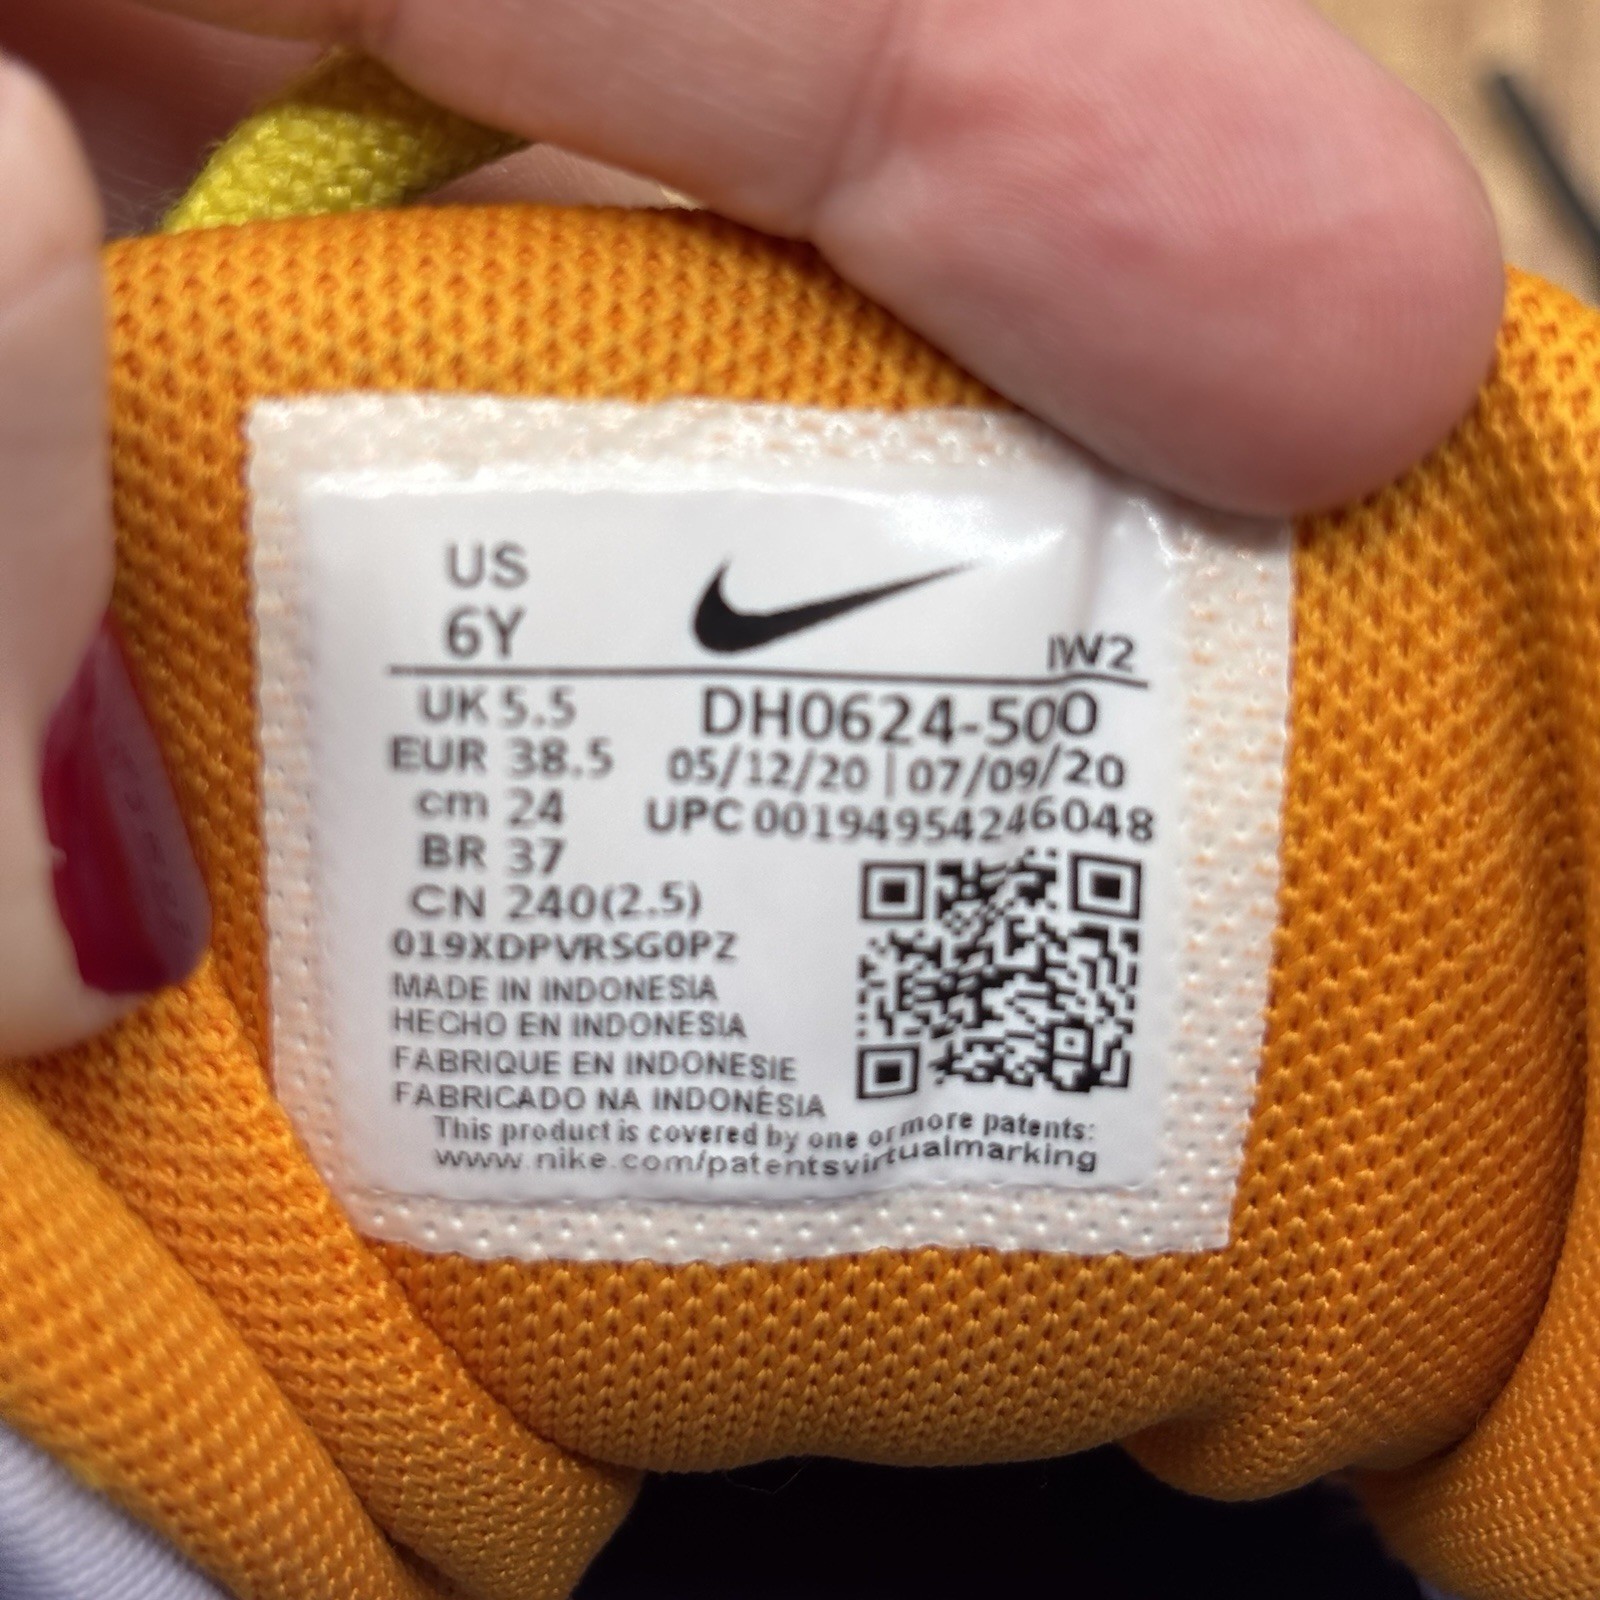 US
6Y
IW2
UK 5.5
DH0624-500
EUR 38.5
05/12/20 | 07/09/20
cm 24
UPC 00194954246048
BR 37
CN 240(2.5)
019XDPVRSG0PZ
MADE IN INDONESIA
HECHO EN INDONESIA
FABRIQUE EN INDONESIE
FABRICADO NA INDONÉSIA
This product is covered by one or more patents:
www.nike.com/patentsvirtualmarking